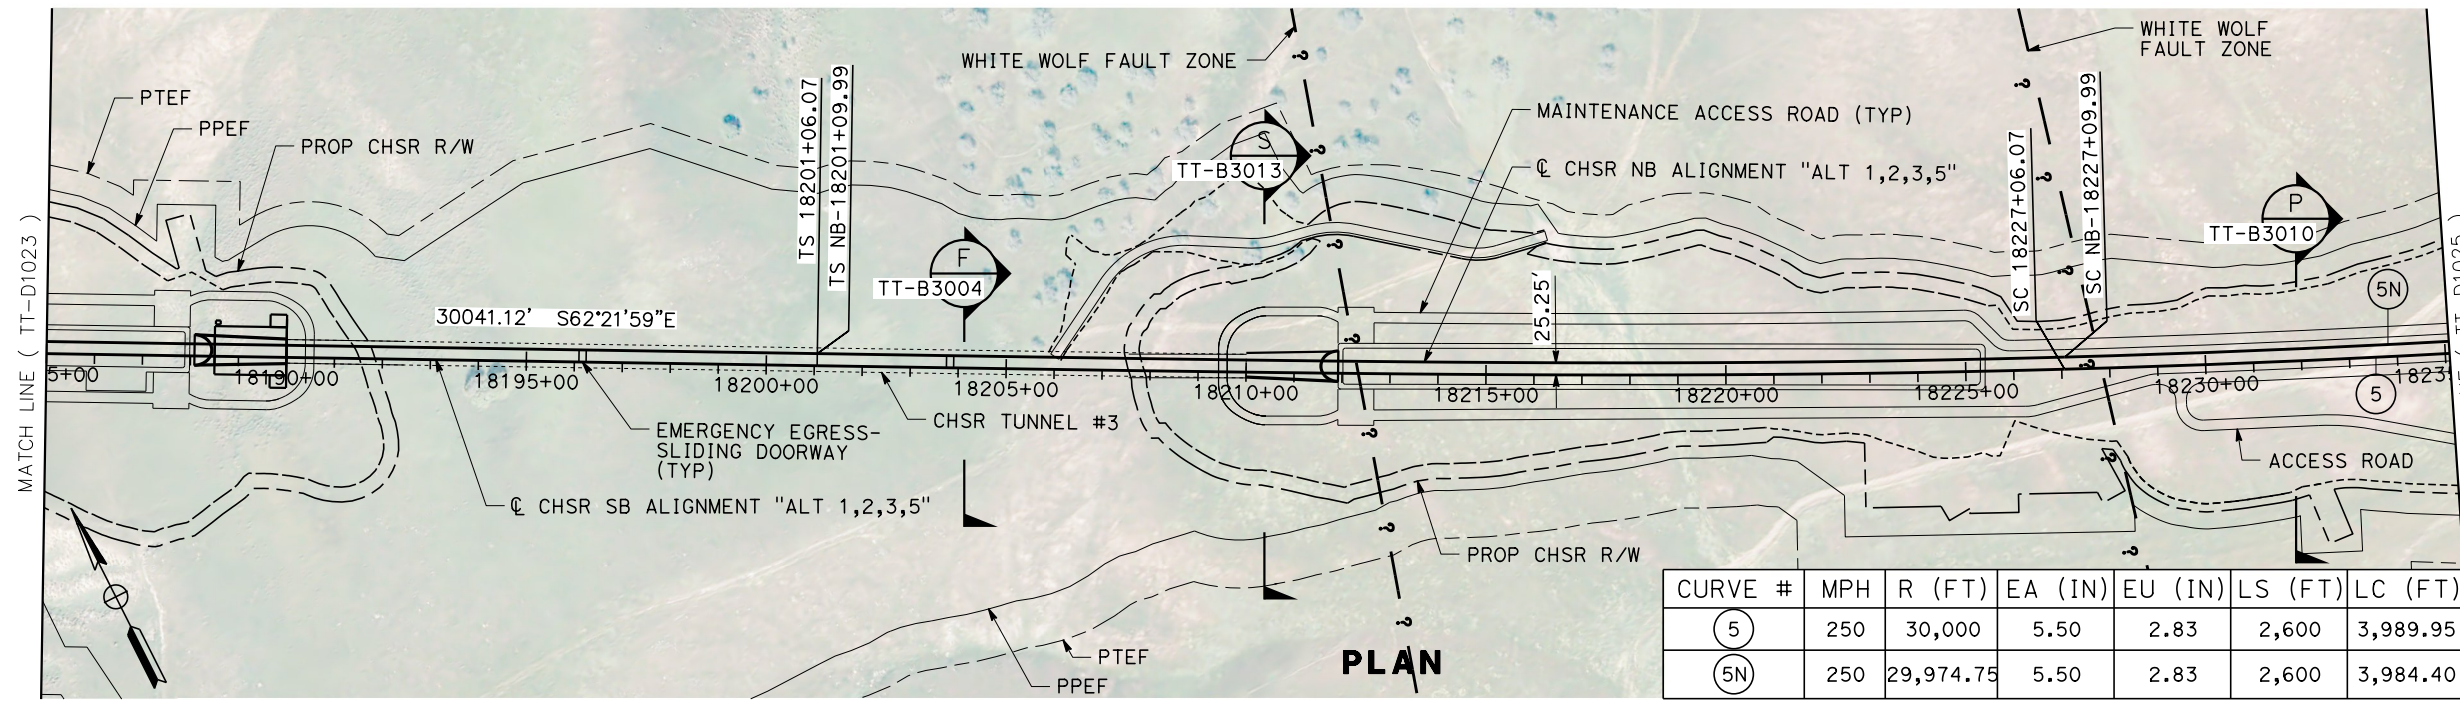 WHITE WOLF FAULT ZONE
WHITE WOLF
FAULT ZONE
PTEF
PPEF
PROP CHSR R/W
TS 18201+06.07
TS NB-18201+09.99
S
TT-B3013
MAINTENANCE ACCESS ROAD (TYP)
℄ CHSR NB ALIGNMENT "ALT 1,2,3,5"
SC 18227+06.07
SC NB-18227+09.99
P
TT-B3010
MATCH LINE ( TT-D1023 )
F
TT-B3004
30041.12' S62°21'59"E
25.25'
5N
5+00
18190+00
18195+00
18200+00
18205+00
18210+00
18215+00
18220+00
18225+00
18230+00
1823
5
EMERGENCY EGRESS-
SLIDING DOORWAY
(TYP)
CHSR TUNNEL #3
℄ CHSR SB ALIGNMENT "ALT 1,2,3,5"
ACCESS ROAD
PROP CHSR R/W
PTEF
PPEF
PLAN
CURVE # MPH R (FT) EA (IN) EU (IN) LS (FT) LC (FT)
5 250 30,000 5.50 2.83 2,600 3,989.95
5N 250 29,974.75 5.50 2.83 2,600 3,984.40
? ? ? ? ? ? ? ? ?
? ? ? ? ? ? ?